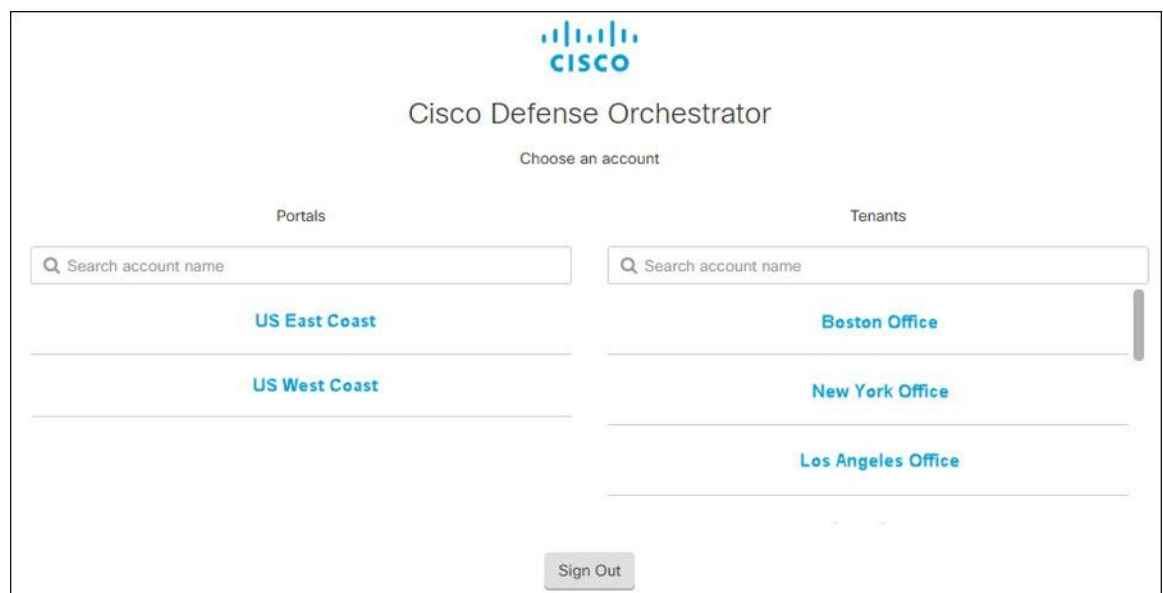 CISCO
Cisco Defense Orchestrator
Choose an account
Portals
Tenants
Search account name
Search account name
US East Coast
Boston Office
US West Coast
New York Office
Los Angeles Office
Sign Out